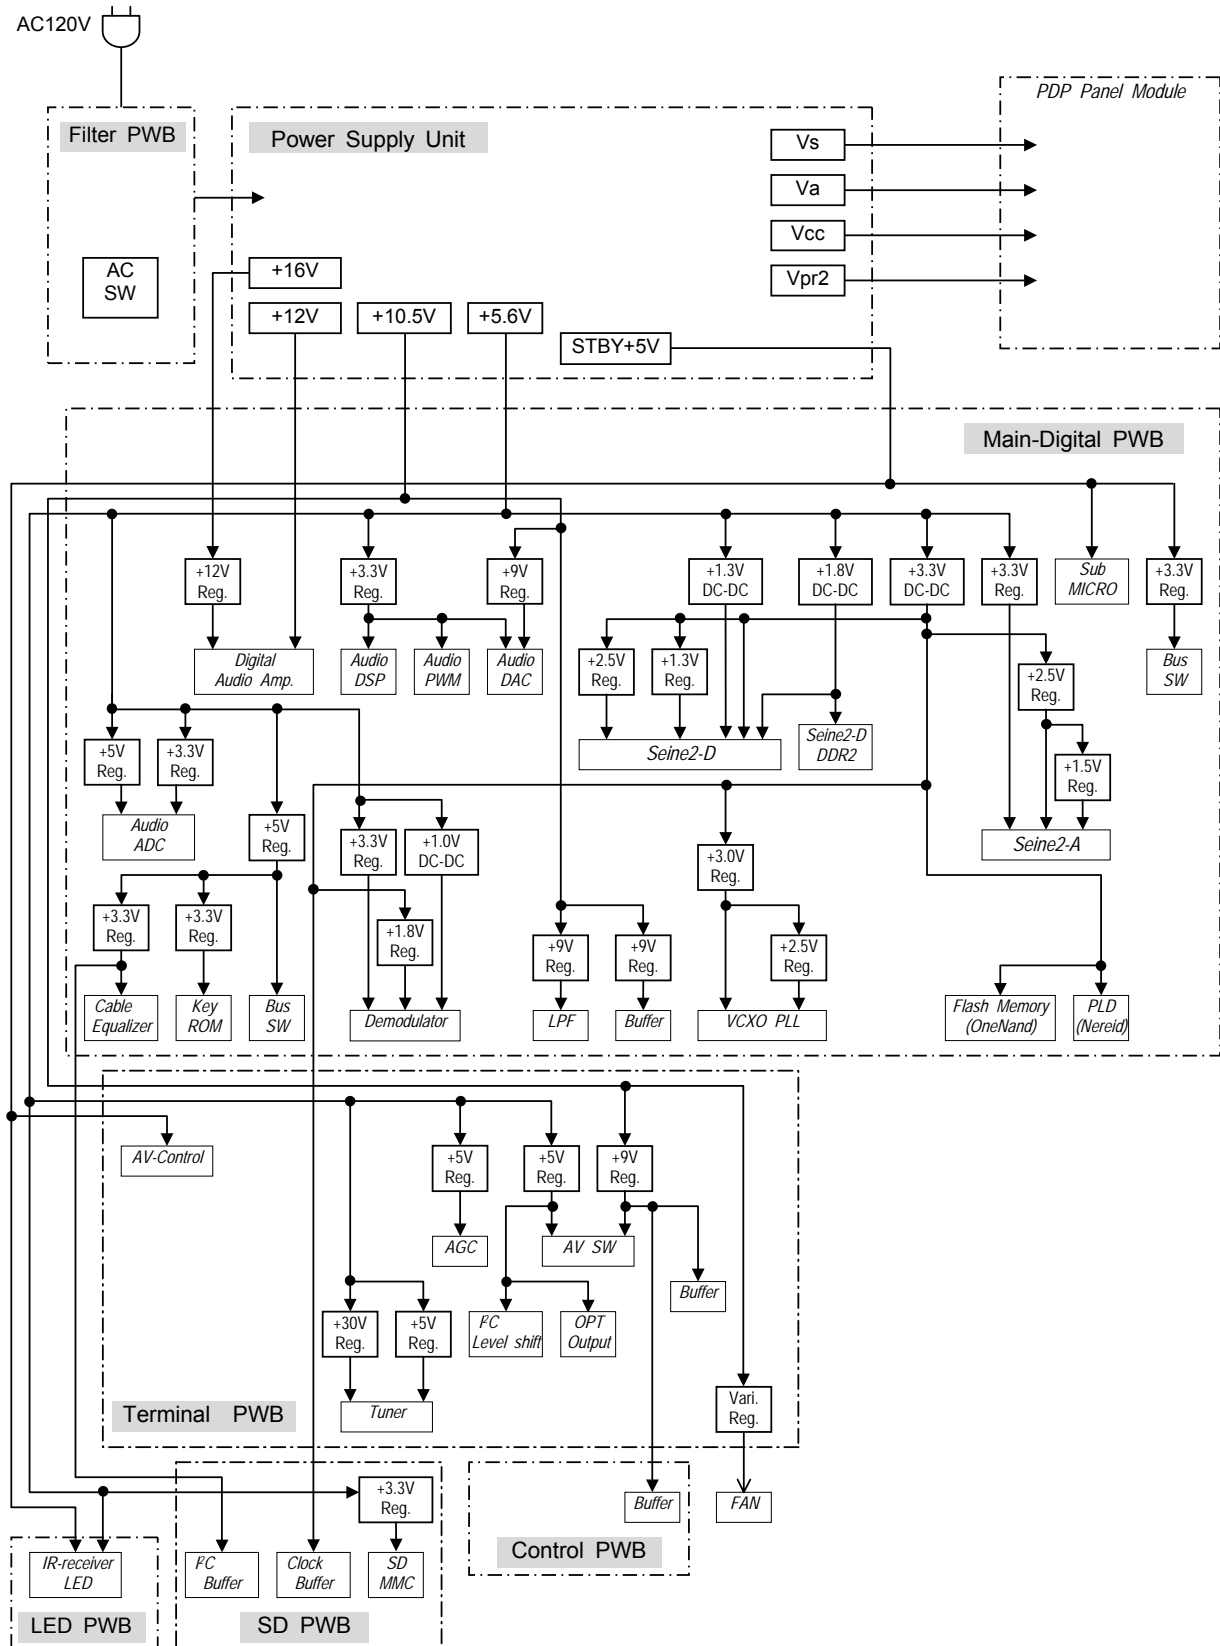 AC120V
Filter PWB
AC
SW
Power Supply Unit
Vs
Va
Vcc
Vpr2
+16V
+12V
+10.5V
+5.6V
STBY+5V
PDP Panel Module
Main-Digital PWB
+12V
Reg.
+3.3V
Reg.
+9V
Reg.
+1.3V
DC-DC
+1.8V
DC-DC
+3.3V
DC-DC
+3.3V
Reg.
Sub
MICRO
+3.3V
Reg.
Digital
Audio Amp.
Audio
DSP
Audio
PWM
Audio
DAC
+2.5V
Reg.
+1.3V
Reg.
+2.5V
Reg.
Bus
SW
+5V
Reg.
+3.3V
Reg.
Seine2-D
Seine2-D
DDR2
+1.5V
Reg.
Audio
ADC
+5V
Reg.
+3.3V
Reg.
+1.0V
DC-DC
+3.0V
Reg.
Seine2-A
+3.3V
Reg.
+3.3V
Reg.
+1.8V
Reg.
+9V
Reg.
+9V
Reg.
+2.5V
Reg.
Cable
Equalizer
Key
ROM
Bus
SW
Demodulator
LPF
Buffer
VCXO PLL
Flash Memory
(OneNand)
PLD
(Nereid)
AV-Control
+5V
Reg.
+5V
Reg.
+9V
Reg.
AGC
AV SW
Buffer
+30V
Reg.
+5V
Reg.
I²C
Level shift
OPT
Output
Tuner
Terminal PWB
Vari.
Reg.
+3.3V
Reg.
Buffer
FAN
Control PWB
IR-receiver
LED
I²C
Buffer
Clock
Buffer
SD
MMC
LED PWB
SD PWB